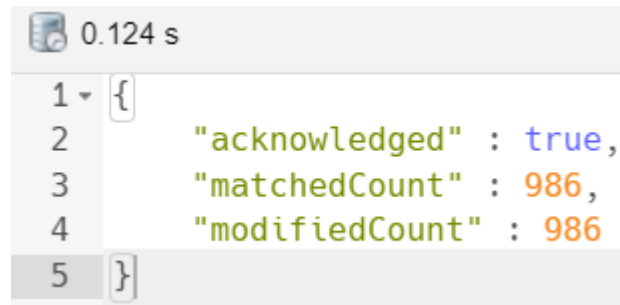 0.124 s
1 {
2 "acknowledged" : true,
3 "matchedCount" : 986,
4 "modifiedCount" : 986
5 }